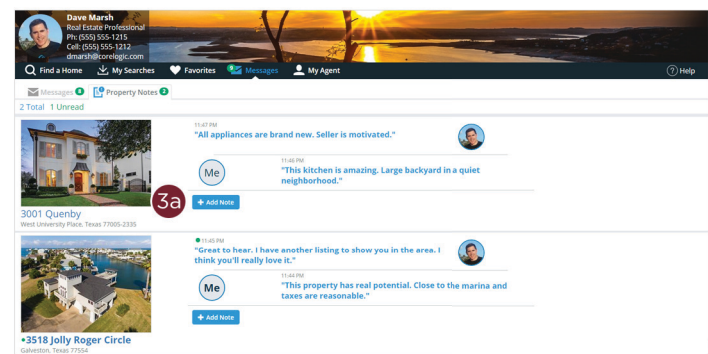 Dave Marsh
Real Estate Professional
Ph: (555) 555-1215
Cell: (555) 555-1212
dmarsh@corelogic.com
Find a Home My Searches Favorites 9 Messages My Agent ? Help
Messages 8 Property Notes 2
2 Total 1 Unread
11:47 PM
"All appliances are brand new. Seller is motivated."
11:46 PM
Me
"This kitchen is amazing. Large backyard in a quiet
neighborhood."
3a
+ Add Note
3001 Quenby
West University Place, Texas 77005-2335
11:45 PM
"Great to hear. I have another listing to show you in the area. I
think you'll really love it."
11:44 PM
Me
"This property has real potential. Close to the marina and
taxes are reasonable."
+ Add Note
3518 Jolly Roger Circle
Galveston, Texas 77554